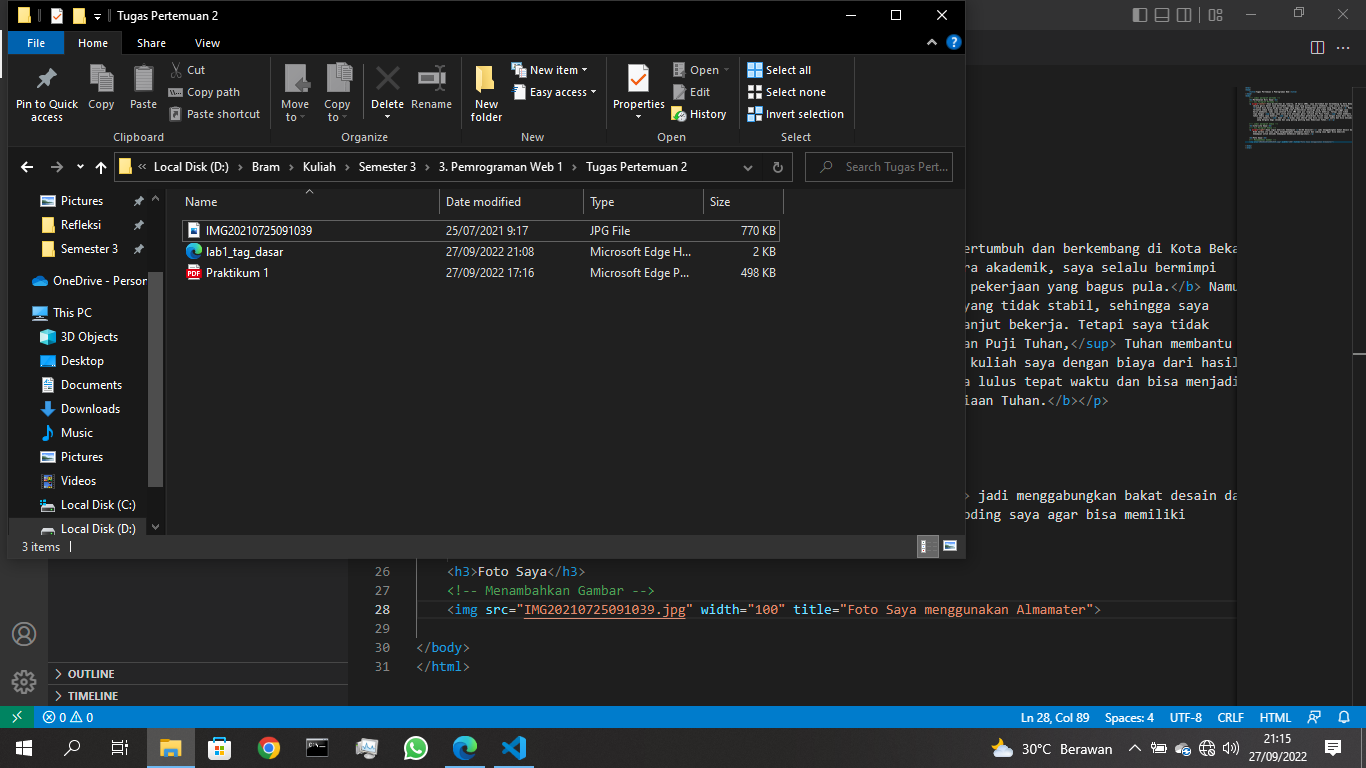 Tugas Pertemuan 2
File Home Share View
Pin to Quick access
Copy
Paste
Cut
Copy path
Paste shortcut
Clipboard
Move to
Copy to
Delete
Rename
Organize
New folder
New item
Easy access
New
Properties
Open
Edit
History
Open
Select all
Select none
Invert selection
Select
« Local Disk (D:) › Bram › Kuliah › Semester 3 › 3. Pemrograman Web 1 › Tugas Pertemuan 2
Search Tugas Pert...
Pictures
Refleksi
Semester 3
OneDrive - Person
This PC
3D Objects
Desktop
Documents
Downloads
Music
Pictures
Videos
Local Disk (C:)
Local Disk (D:)
Name Date modified Type Size
IMG20210725091039 25/07/2021 9:17 JPG File 770 KB
lab1_tag_dasar 27/09/2022 21:08 Microsoft Edge H... 2 KB
PDF Praktikum 1 27/09/2022 17:16 Microsoft Edge P... 498 KB
3 items
ertumbuh dan berkembang di Kota Beka
ra akademik, saya selalu bermimpi
pekerjaan yang bagus pula.</b> Namu
yang tidak stabil, sehingga saya
anjut bekerja. Tetapi saya tidak
an Puji Tuhan,</sup> Tuhan membantu
kuliah saya dengan biaya dari hasil
a lulus tepat waktu dan bisa menjadi
iaan Tuhan.</b></p>
> jadi menggabungkan bakat desain da
oding saya agar bisa memiliki
26 <h3>Foto Saya</h3>
27 <!-- Menambahkan Gambar -->
28 <img src="IMG20210725091039.jpg" width="100" title="Foto Saya menggunakan Almamater">
29
30 </body>
31 </html>
OUTLINE
TIMELINE
0 0
Ln 28, Col 89 Spaces: 4 UTF-8 CRLF HTML
30°C Berawan
21:15
27/09/2022